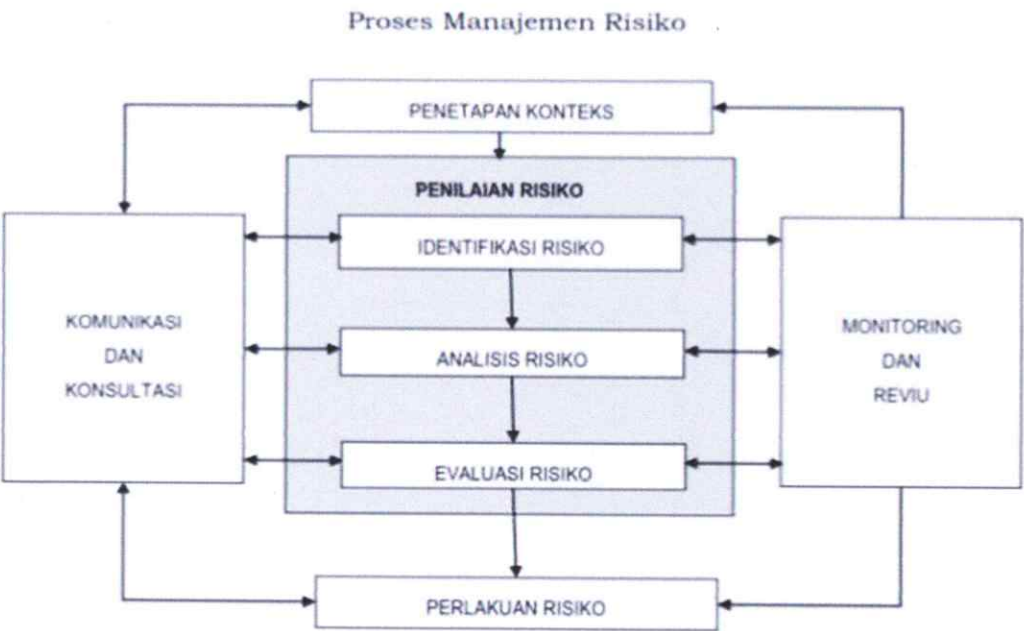 Proses Manajemen Risiko
PENETAPAN KONTEKS
PENILAIAN RISIKO
IDENTIFIKASI RISIKO
KOMUNIKASI
DAN
KONSULTASI
ANALISIS RISIKO
MONITORING
DAN
REVIU
EVALUASI RISIKO
PERLAKUAN RISIKO